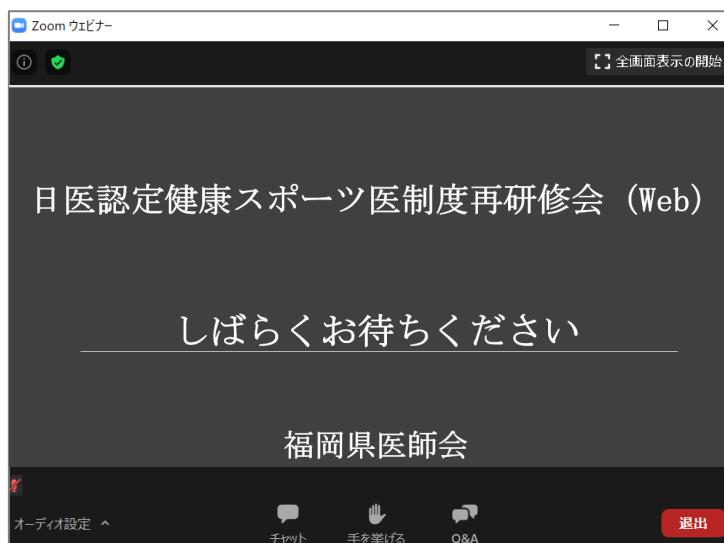 Zoom ウェビナー
全画面表示の開始
日医認定健康スポーツ医制度再研修会（Web）
しばらくお待ちください
福岡県医師会
オーディオ設定
チャット
手を挙げる
Q&A
退出